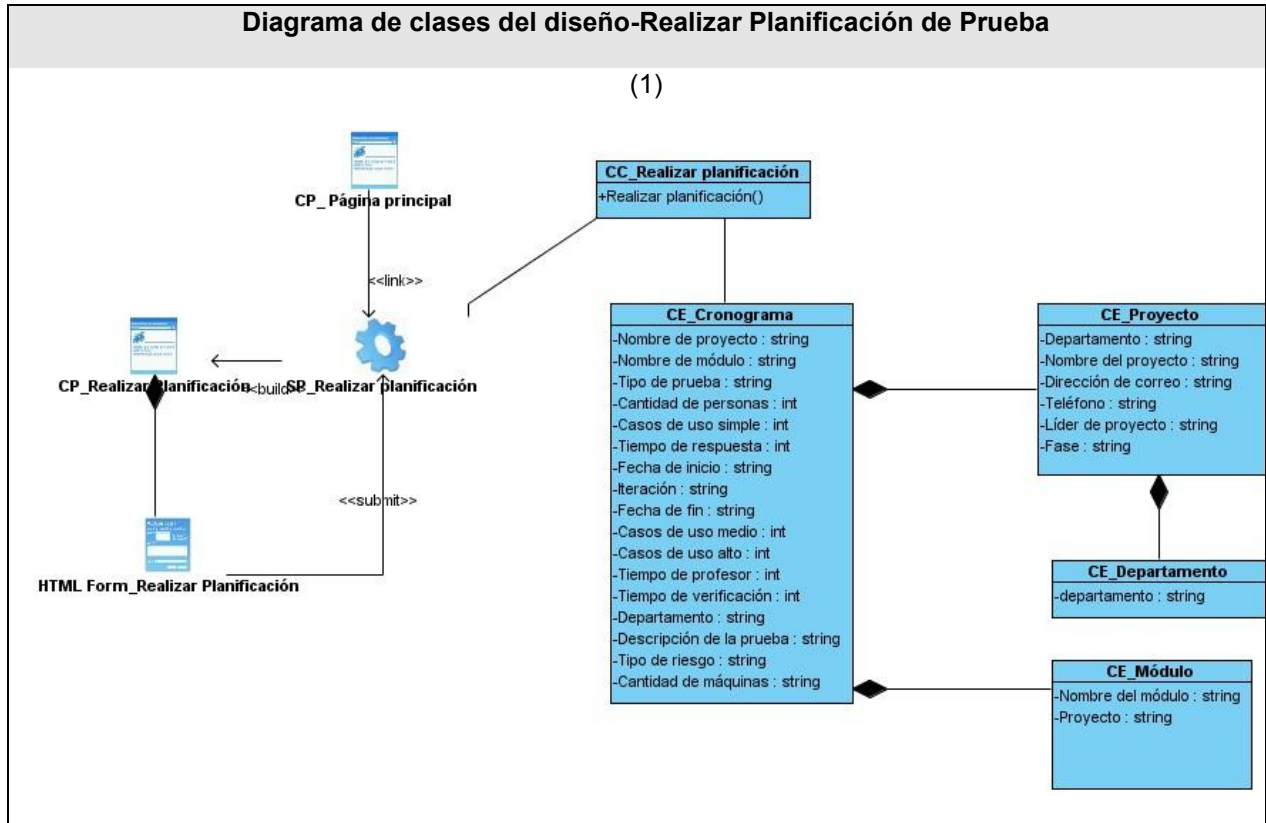 Diagrama de clases del diseño-Realizar Planificación de Prueba
(1)
CP_ Página principal
<<link>>
CP_Realizar Planificación
<<build>>
SP_Realizar planificación
<<submit>>
HTML Form_Realizar Planificación
CC_Realizar planificación
+Realizar planificación()
CE_Cronograma
-Nombre de proyecto : string
-Nombre de módulo : string
-Tipo de prueba : string
-Cantidad de personas : int
-Casos de uso simple : int
-Tiempo de respuesta : int
-Fecha de inicio : string
-Iteración : string
-Fecha de fin : string
-Casos de uso medio : int
-Casos de uso alto : int
-Tiempo de profesor : int
-Tiempo de verificación : int
-Departamento : string
-Descripción de la prueba : string
-Tipo de riesgo : string
-Cantidad de máquinas : string
CE_Proyecto
-Departamento : string
-Nombre del proyecto : string
-Dirección de correo : string
-Teléfono : string
-Líder de proyecto : string
-Fase : string
CE_Departamento
-departamento : string
CE_Módulo
-Nombre del módulo : string
-Proyecto : string